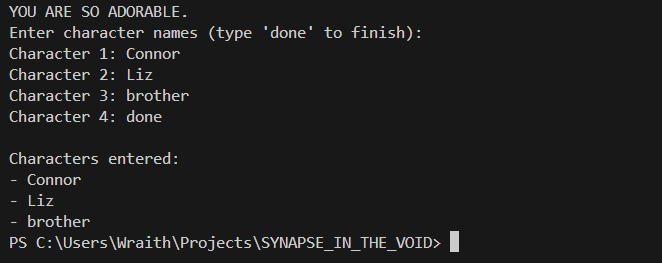 YOU ARE SO ADORABLE.
Enter character names (type 'done' to finish):
Character 1: Connor
Character 2: Liz
Character 3: brother
Character 4: done

Characters entered:
- Connor
- Liz
- brother
PS C:\Users\Wraith\Projects\SYNAPSE_IN_THE_VOID>